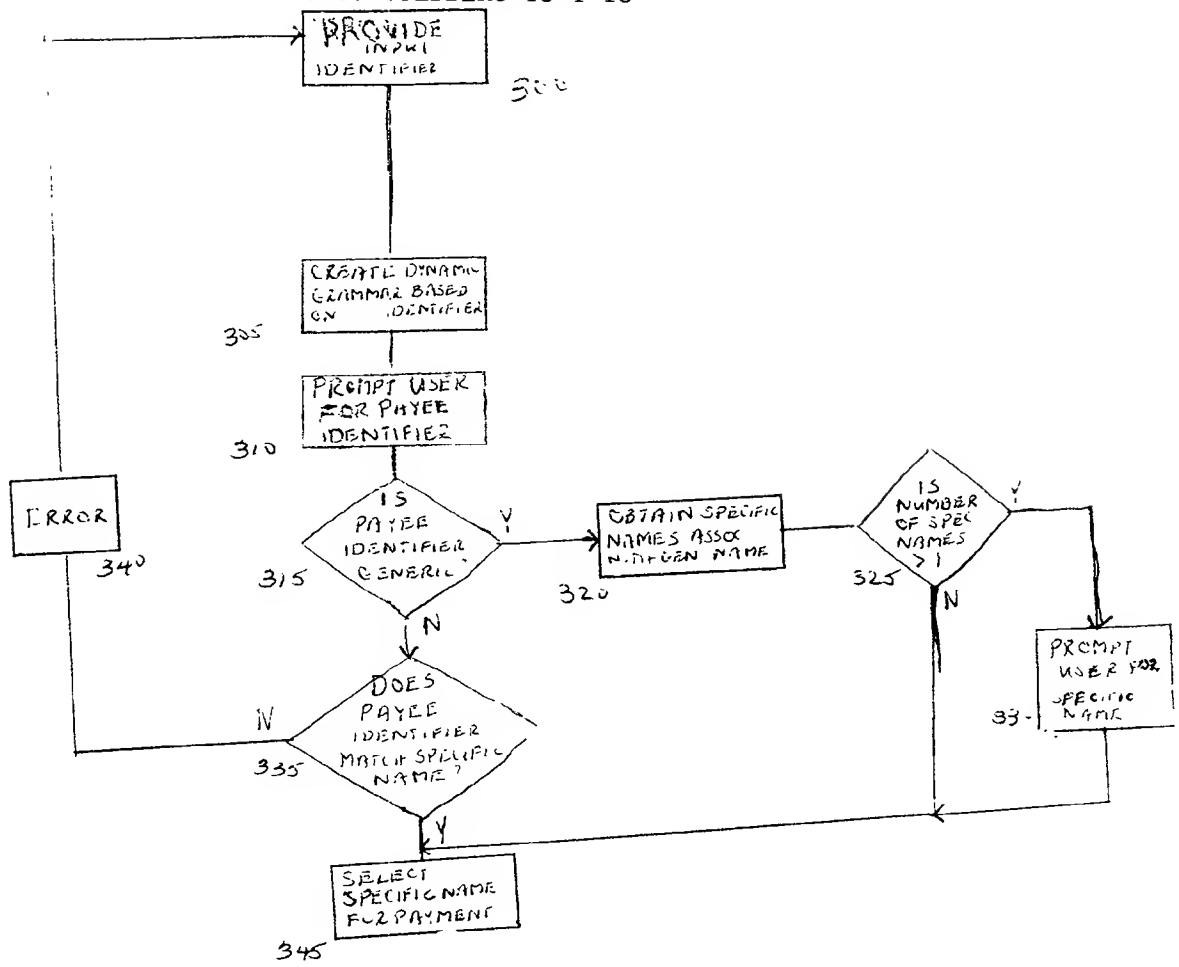 PROVIDE
INPUT
IDENTIFIER
300
CREATE DYNAMIC
GRAMMAR BASED
ON IDENTIFIER
305
PROMPT USER
FOR PAYEE
IDENTIFIER
310
IS
PAYEE
IDENTIFIER
GENERIC?
315
Y
N
OBTAIN SPECIFIC
NAMES ASSOC
GEN NAME
320
IS
NUMBER
OF SPEC
NAMES
>1
325
Y
N
PROMPT
USER FOR
SPECIFIC
NAME
33
DOES
PAYEE
IDENTIFIER
MATCH SPECIFIC
NAME?
335
N
Y
ERROR
340
SELECT
SPECIFIC NAME
FOR PAYMENT
345